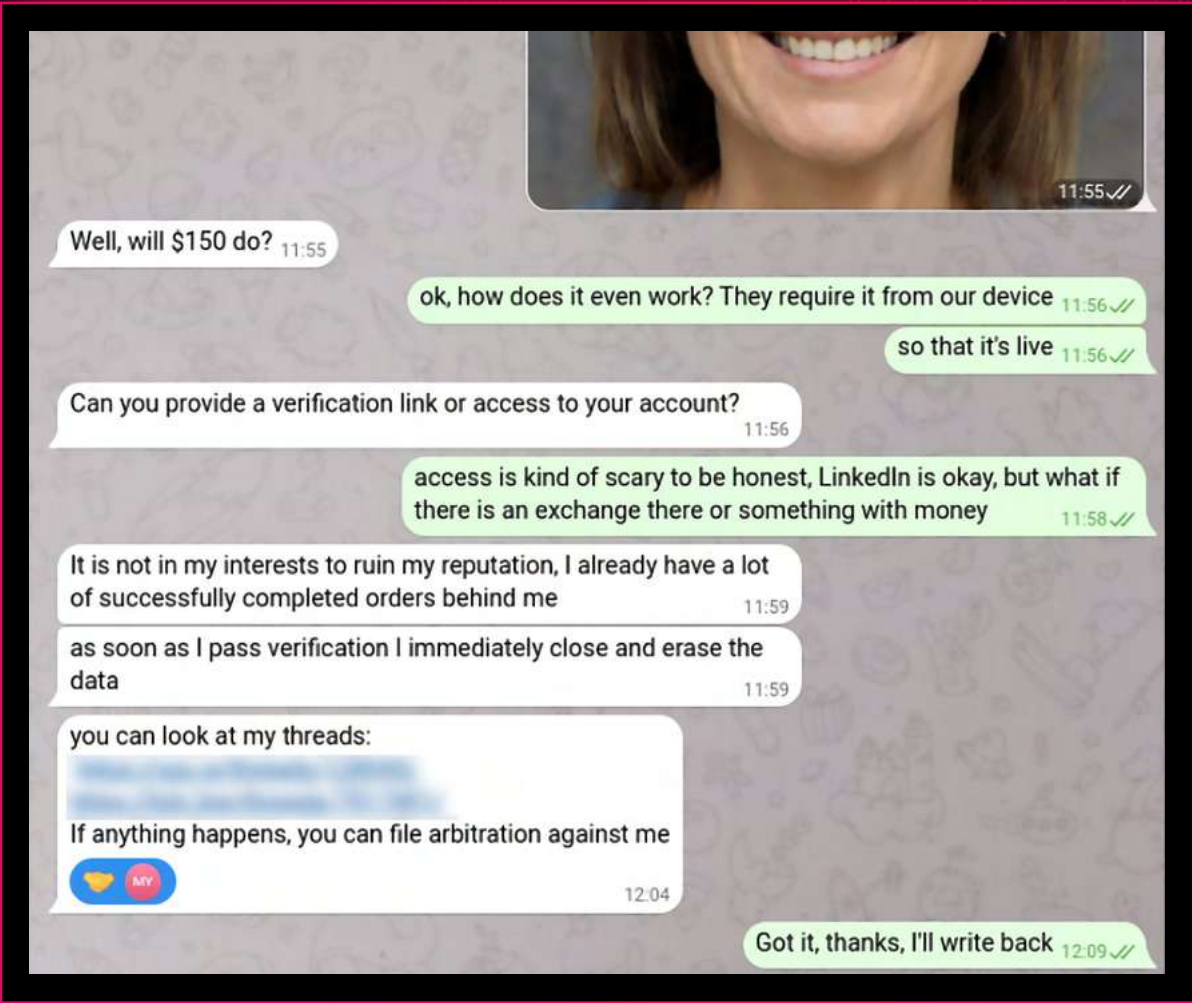 11:55
Well, will $150 do? 11:55
ok, how does it even work? They require it from our device 11:56
so that it's live 11:56
Can you provide a verification link or access to your account?
11:56
access is kind of scary to be honest, LinkedIn is okay, but what if
there is an exchange there or something with money 11:58
It is not in my interests to ruin my reputation, I already have a lot
of successfully completed orders behind me 11:59
as soon as I pass verification I immediately close and erase the
data 11:59
you can look at my threads:
If anything happens, you can file arbitration against me
MY 12:04
Got it, thanks, I'll write back 12:09